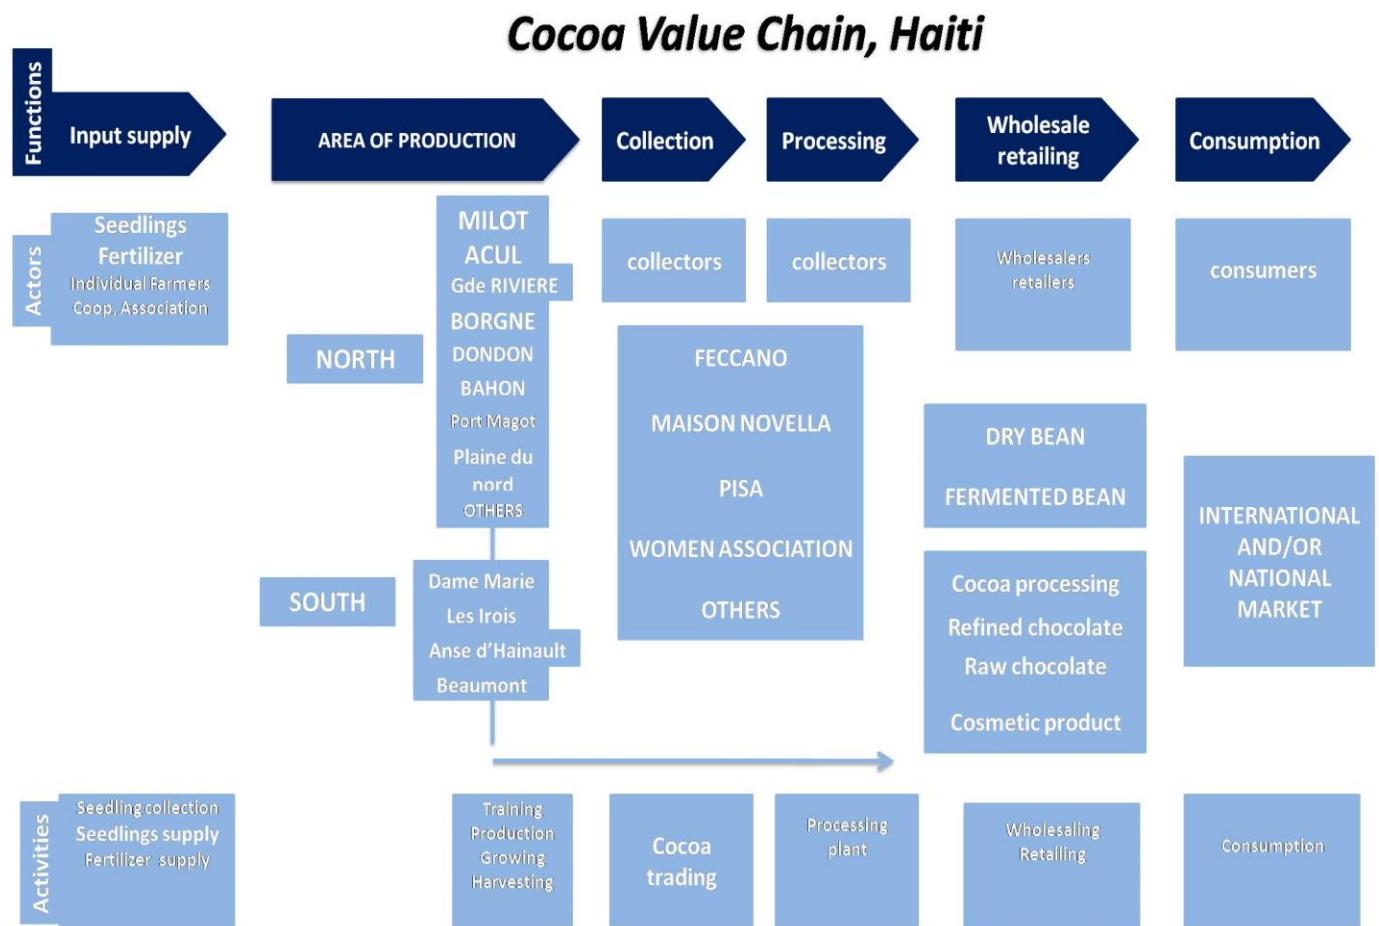 Cocoa Value Chain, Haiti
Functions
Input supply
AREA OF PRODUCTION
Collection
Processing
Wholesale
retailing
Consumption
Actors
Seedlings
Fertilizer
Individual Farmers
Coop, Association
NORTH
MILOT
ACUL
Gde RIVIERE
BORGNE
DONDON
BAHON
Port Magot
Plaine du
nord
OTHERS
SOUTH
Dame Marie
Les Irois
Anse d'Hainault
Beaumont
collectors
collectors
FECCANO
MAISON NOVELLA
PISA
WOMEN ASSOCIATION
OTHERS
Wholesalers
retailers
DRY BEAN
FERMENTED BEAN
Cocoa processing
Refined chocolate
Raw chocolate
Cosmetic product
consumers
INTERNATIONAL
AND/OR
NATIONAL
MARKET
Activities
Seedling collection
Seedlings supply
Fertilizer supply
Training
Production
Growing
Harvesting
Cocoa
trading
Processing
plant
Wholesaling
Retailing
Consumption